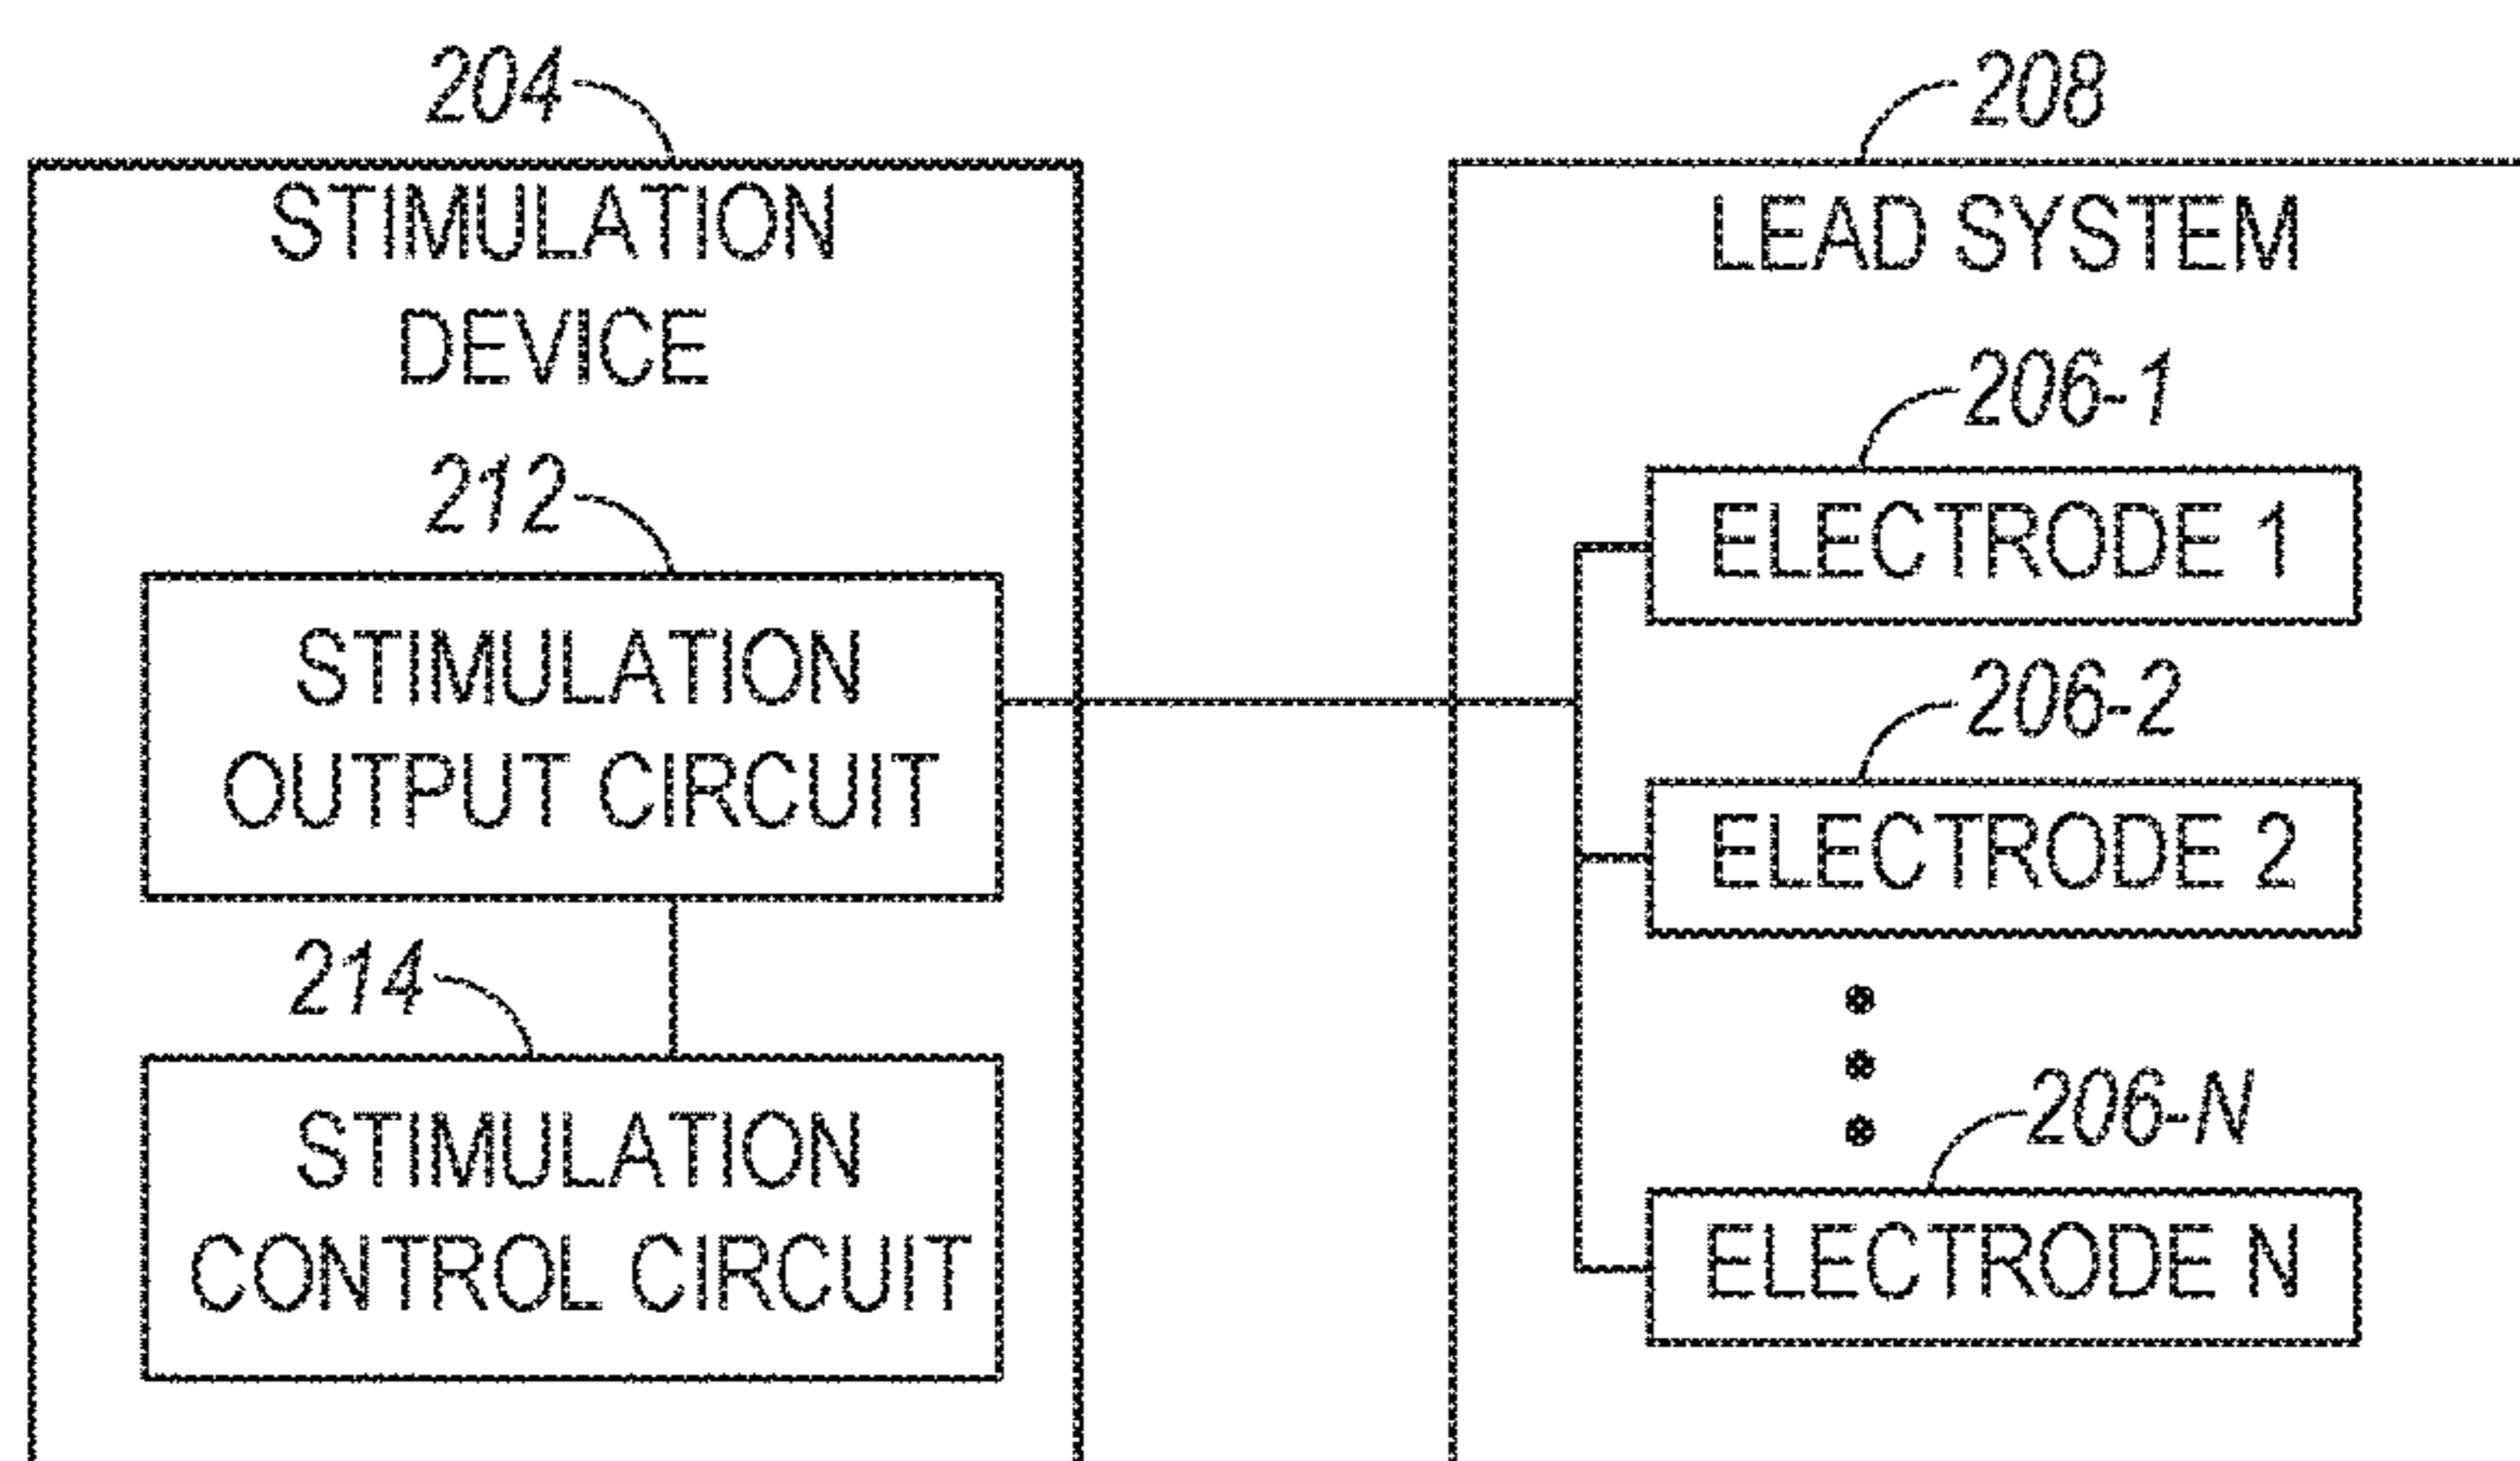 204
STIMULATION
DEVICE
212
STIMULATION
OUTPUT CIRCUIT
214
STIMULATION
CONTROL CIRCUIT
208
LEAD SYSTEM
206-1
ELECTRODE 1
206-2
ELECTRODE 2
206-N
ELECTRODE N